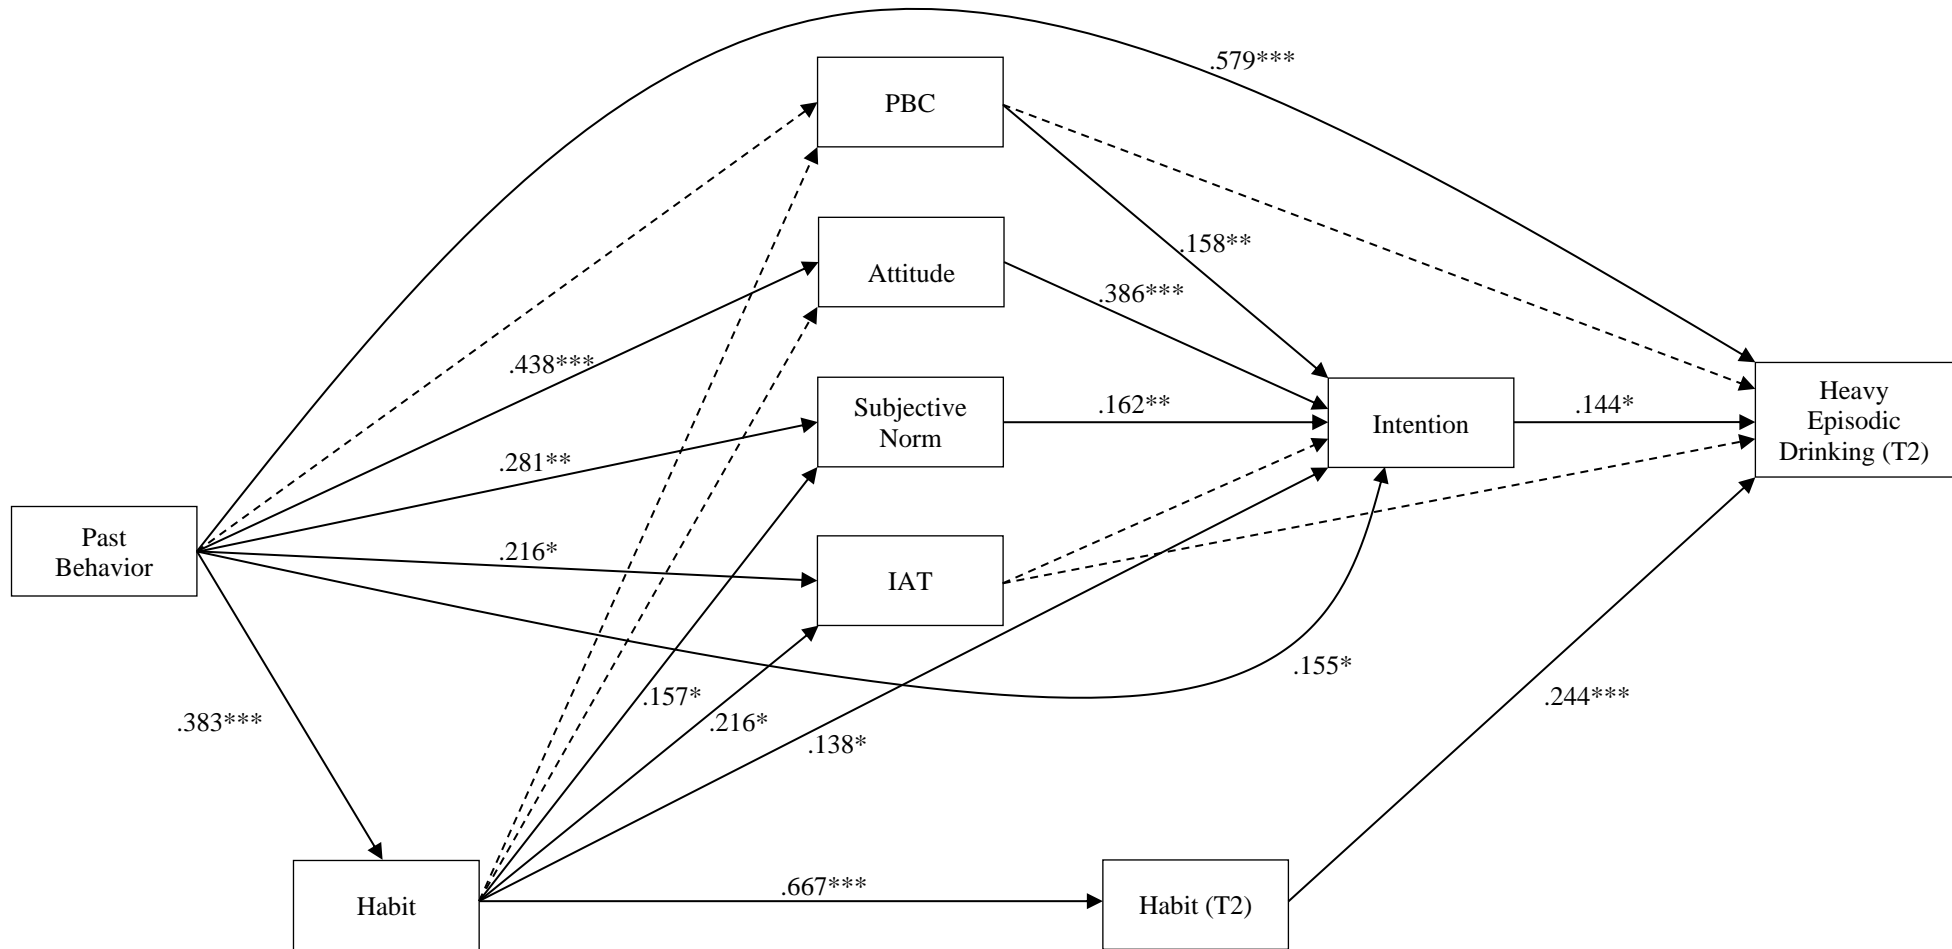 .579***
PBC
.158**
Attitude
.386***
.438***
Subjective
Norm
.162**
Intention
.144*
Heavy
Episodic
Drinking (T2)
.281**
Past
Behavior
.216*
IAT
.155*
.157*
.216*
.138*
.244***
.383***
Habit
.667***
Habit (T2)